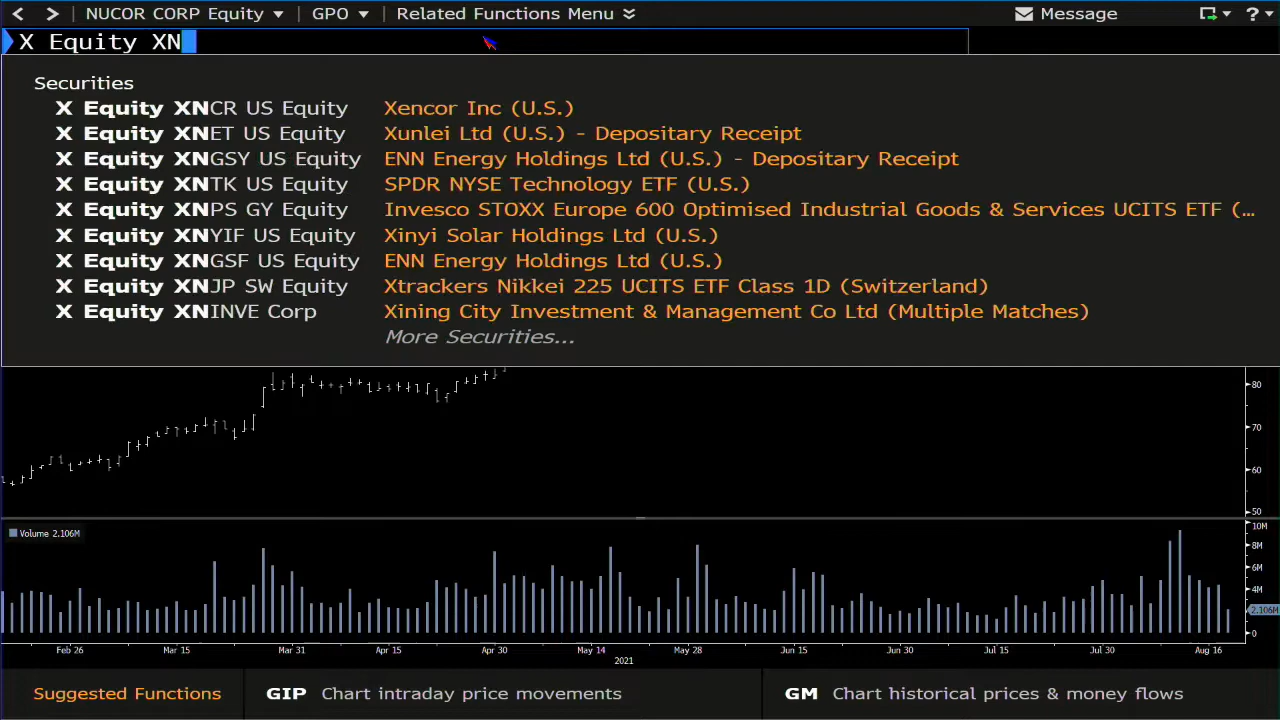 NUCOR CORP Equity GPO Related Functions Menu Message ?
X Equity XN
Securities
X Equity XNCR US Equity Xencor Inc (U.S.)
X Equity XNET US Equity Xunlei Ltd (U.S.) - Depositary Receipt
X Equity XNGSY US Equity ENN Energy Holdings Ltd (U.S.) - Depositary Receipt
X Equity XNTK US Equity SPDR NYSE Technology ETF (U.S.)
X Equity XNPS GY Equity Invesco STOXX Europe 600 Optimised Industrial Goods & Services UCITS ETF (...
X Equity XNYIF US Equity Xinyi Solar Holdings Ltd (U.S.)
X Equity XNGSF US Equity ENN Energy Holdings Ltd (U.S.)
X Equity XNJP SW Equity Xtrackers Nikkei 225 UCITS ETF Class 1D (Switzerland)
X Equity XNINVE Corp Xining City Investment & Management Co Ltd (Multiple Matches)
More Securities...
80
70
60
50
Volume 2.106M
10M
8M
6M
4M
2.106M
0
Feb 26 Mar 15 Mar 31 Apr 15 Apr 30 May 14 May 28 Jun 15 Jun 30 Jul 15 Jul 30 Aug 16
2021
Suggested Functions GIP Chart intraday price movements GM Chart historical prices & money flows